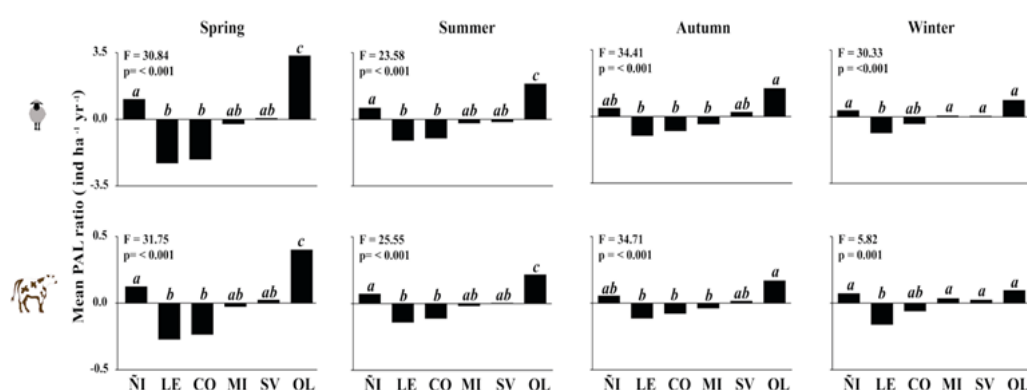 Spring
Summer
Autumn
Winter
Mean PAL ratio ( ind ha⁻¹ yr⁻¹)
3.5
0.0
-3.5
F = 30.84
p= < 0.001
a
b
b
ab
ab
c
F = 23.58
p= < 0.001
a
b
b
ab
ab
c
F = 34.41
p = < 0.001
ab
b
b
b
ab
a
F = 30.33
p =<0.001
a
b
ab
a
a
a
0.5
0.0
-0.5
F = 31.75
p = < 0.001
a
b
b
ab
ab
c
ÑI LE CO MI SV OL
F = 25.55
p= < 0.001
a
b
b
ab
ab
c
ÑI LE CO MI SV OL
F = 34.71
p = < 0.001
ab
b
b
b
ab
a
ÑI LE CO MI SV OL
F = 5.82
p = 0.001
a
b
ab
a
a
a
ÑI LE CO MI SV OL